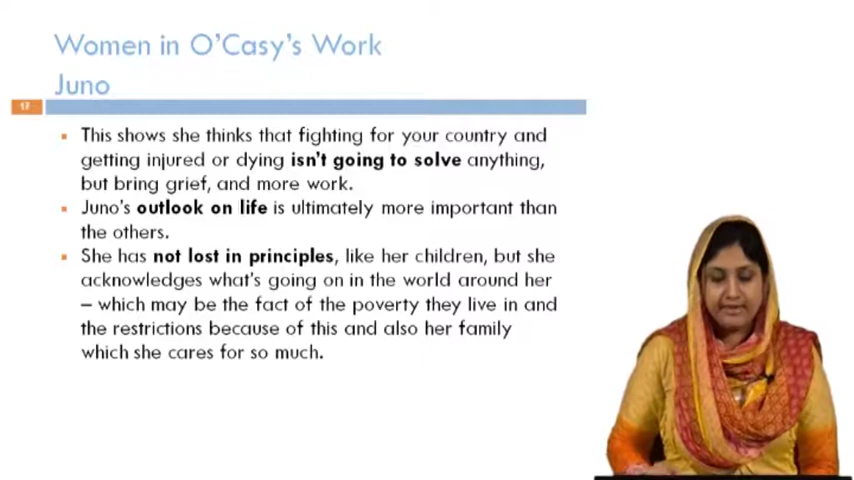 Women in O'Casy's Work
Juno
17
▪ This shows she thinks that fighting for your country and
getting injured or dying isn't going to solve anything,
but bring grief, and more work.
▪ Juno's outlook on life is ultimately more important than
the others.
▪ She has not lost in principles, like her children, but she
acknowledges what's going on in the world around her
– which may be the fact of the poverty they live in and
the restrictions because of this and also her family
which she cares for so much.